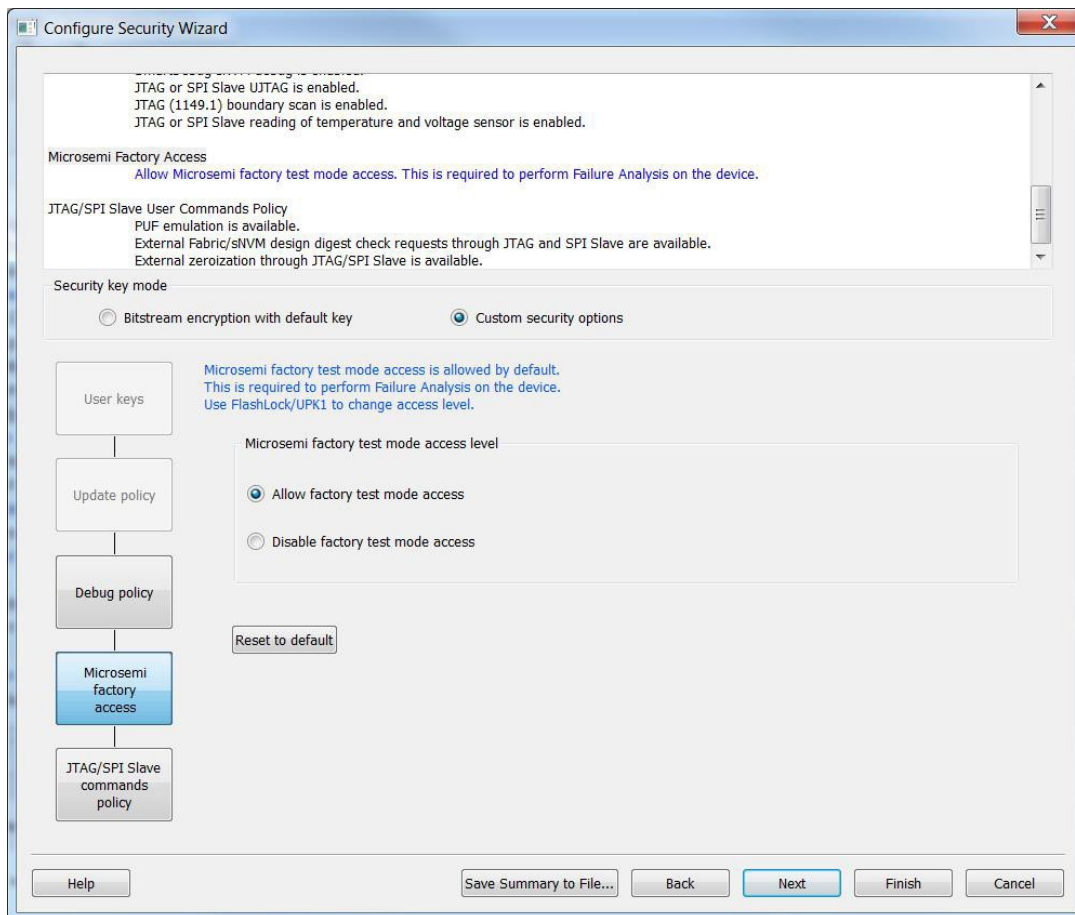 Configure Security Wizard
JTAG or SPI Slave UJTAG is enabled.
JTAG (1149.1) boundary scan is enabled.
JTAG or SPI Slave reading of temperature and voltage sensor is enabled.
Microsemi Factory Access
Allow Microsemi factory test mode access. This is required to perform Failure Analysis on the device.
JTAG/SPI Slave User Commands Policy
PUF emulation is available.
External Fabric/sNVM design digest check requests through JTAG and SPI Slave are available.
External zeroization through JTAG/SPI Slave is available.
Security key mode
Bitstream encryption with default key
Custom security options
User keys
Update policy
Debug policy
Microsemi
factory
access
JTAG/SPI Slave
commands
policy
Microsemi factory test mode access is allowed by default.
This is required to perform Failure Analysis on the device.
Use FlashLock/UPK1 to change access level.
Microsemi factory test mode access level
Allow factory test mode access
Disable factory test mode access
Reset to default
Help
Save Summary to File...
Back
Next
Finish
Cancel